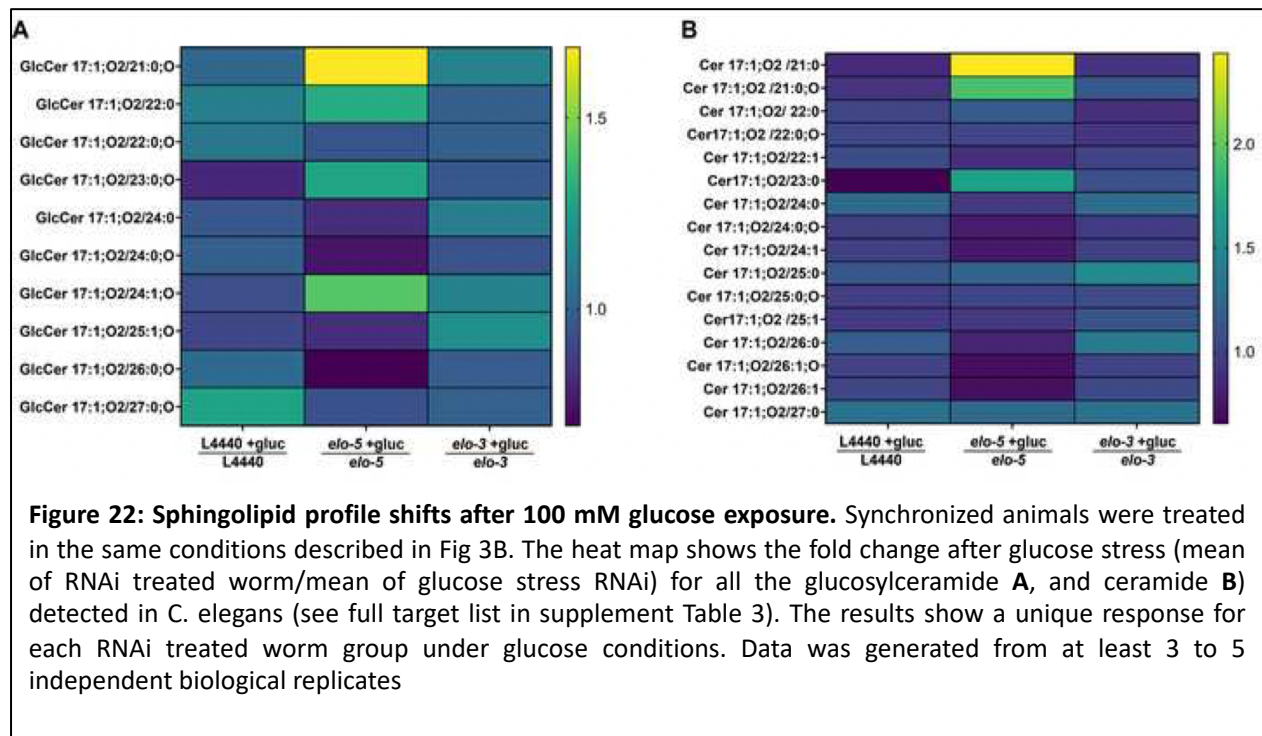 A
GlcCer 17:1;O2/21:0;O
GlcCer 17:1;O2/22:0
GlcCer 17:1;O2/22:0;O
GlcCer 17:1;O2/23:0;O
GlcCer 17:1;O2/24:0
GlcCer 17:1;O2/24:0;O
GlcCer 17:1;O2/24:1;O
GlcCer 17:1;O2/25:1;O
GlcCer 17:1;O2/26:0;O
GlcCer 17:1;O2/27:0;O
1.5
1.0
L4440 +gluc
L4440
elo-5 +gluc
elo-5
elo-3 +gluc
elo-3
B
Cer 17:1;O2 /21:0
Cer 17:1;O2 /21:0;O
Cer 17:1;O2/ 22:0
Cer17:1;O2 /22:0;O
Cer 17:1;O2/22:1
Cer17:1;O2/23:0
Cer 17:1;O2/24:0
Cer 17:1;O2/24:0;O
Cer 17:1;O2/24:1
Cer 17:1;O2/25:0
Cer 17:1;O2/25:0;O
Cer17:1;O2 /25:1
Cer 17:1;O2/26:0
Cer 17:1;O2/26:1;O
Cer 17:1;O2/26:1
Cer 17:1;O2/27:0
2.0
1.5
1.0
L4440 +gluc
L4440
elo-5 +gluc
elo-5
elo-3 +gluc
elo-3
Figure 22: Sphingolipid profile shifts after 100 mM glucose exposure. Synchronized animals were treated
in the same conditions described in Fig 3B. The heat map shows the fold change after glucose stress (mean
of RNAi treated worm/mean of glucose stress RNAi) for all the glucosylceramide A, and ceramide B)
detected in C. elegans (see full target list in supplement Table 3). The results show a unique response for
each RNAi treated worm group under glucose conditions. Data was generated from at least 3 to 5
independent biological replicates